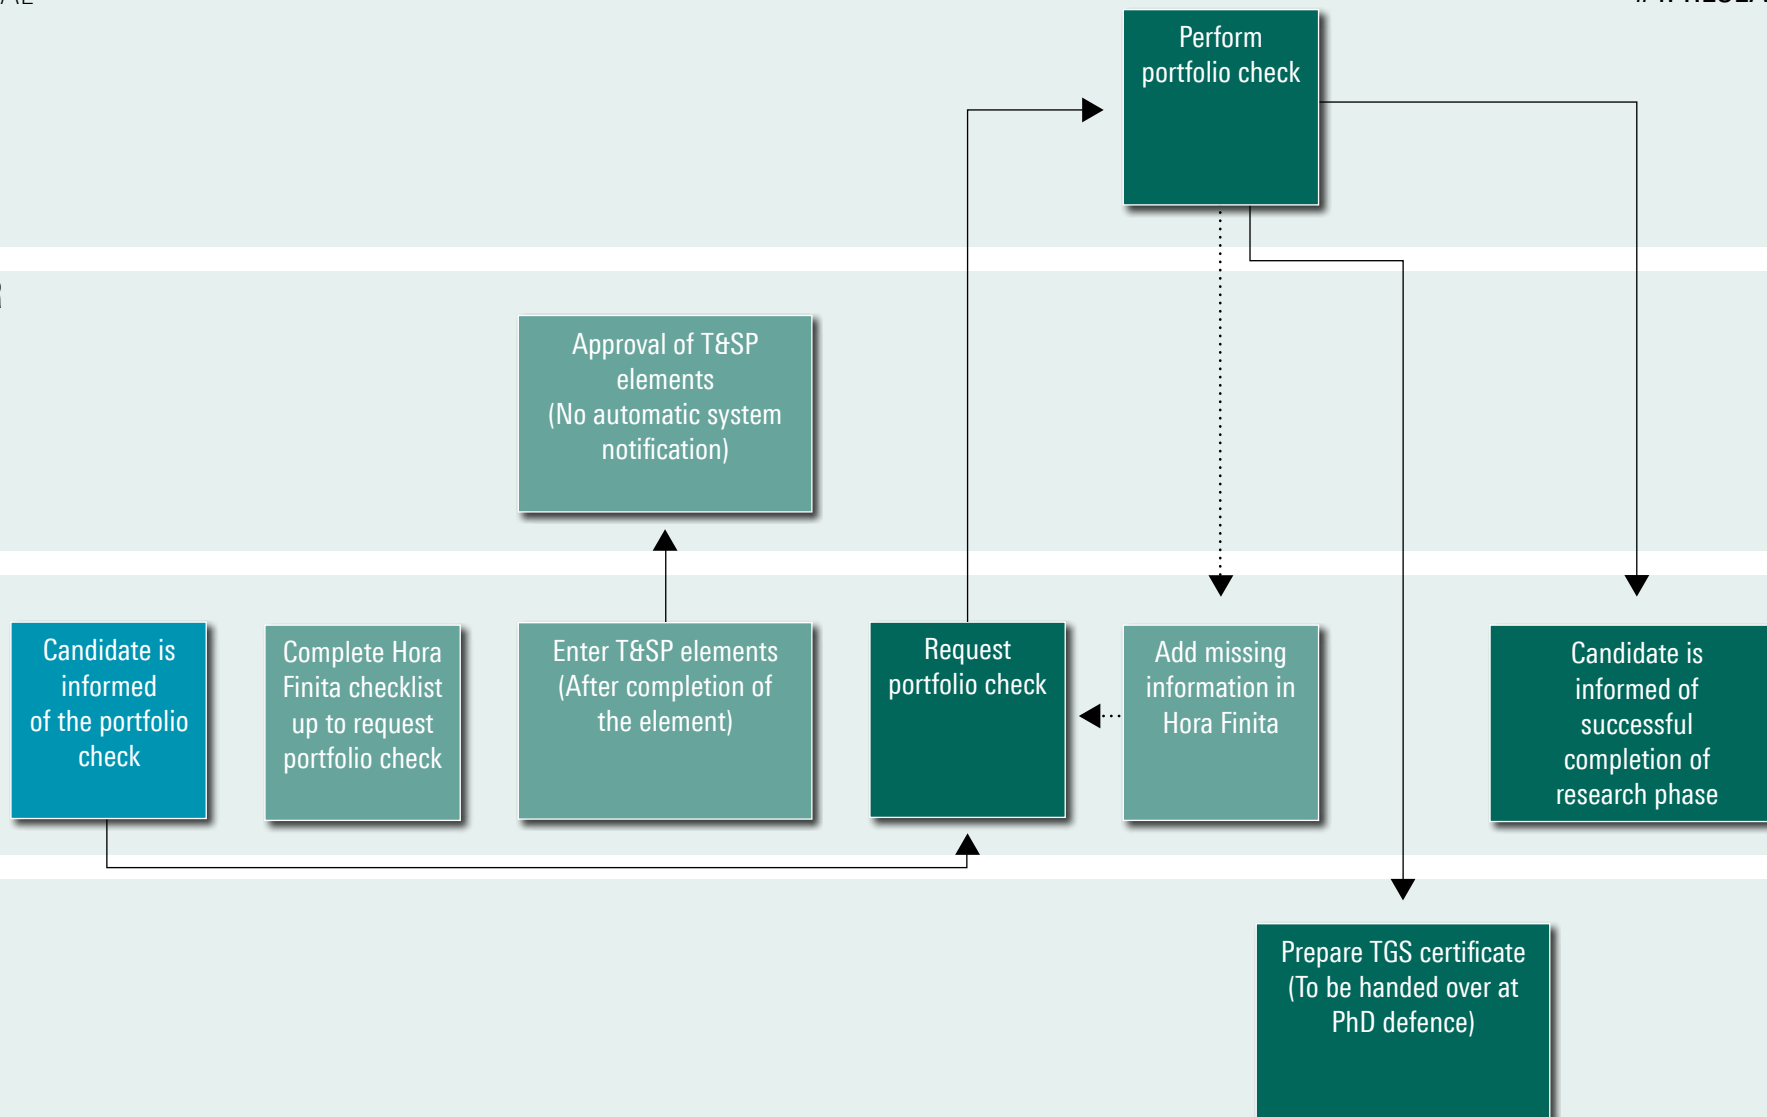 Perform
portfolio check
R
Approval of T&SP
elements
(No automatic system
notification)
Candidate is
informed
of the portfolio
check
Complete Hora
Finita checklist
up to request
portfolio check
Enter T&SP elements
(After completion of
the element)
Request
portfolio check
Add missing
information in
Hora Finita
Candidate is
informed of
successful
completion of
research phase
Prepare TGS certificate
(To be handed over at
PhD defence)